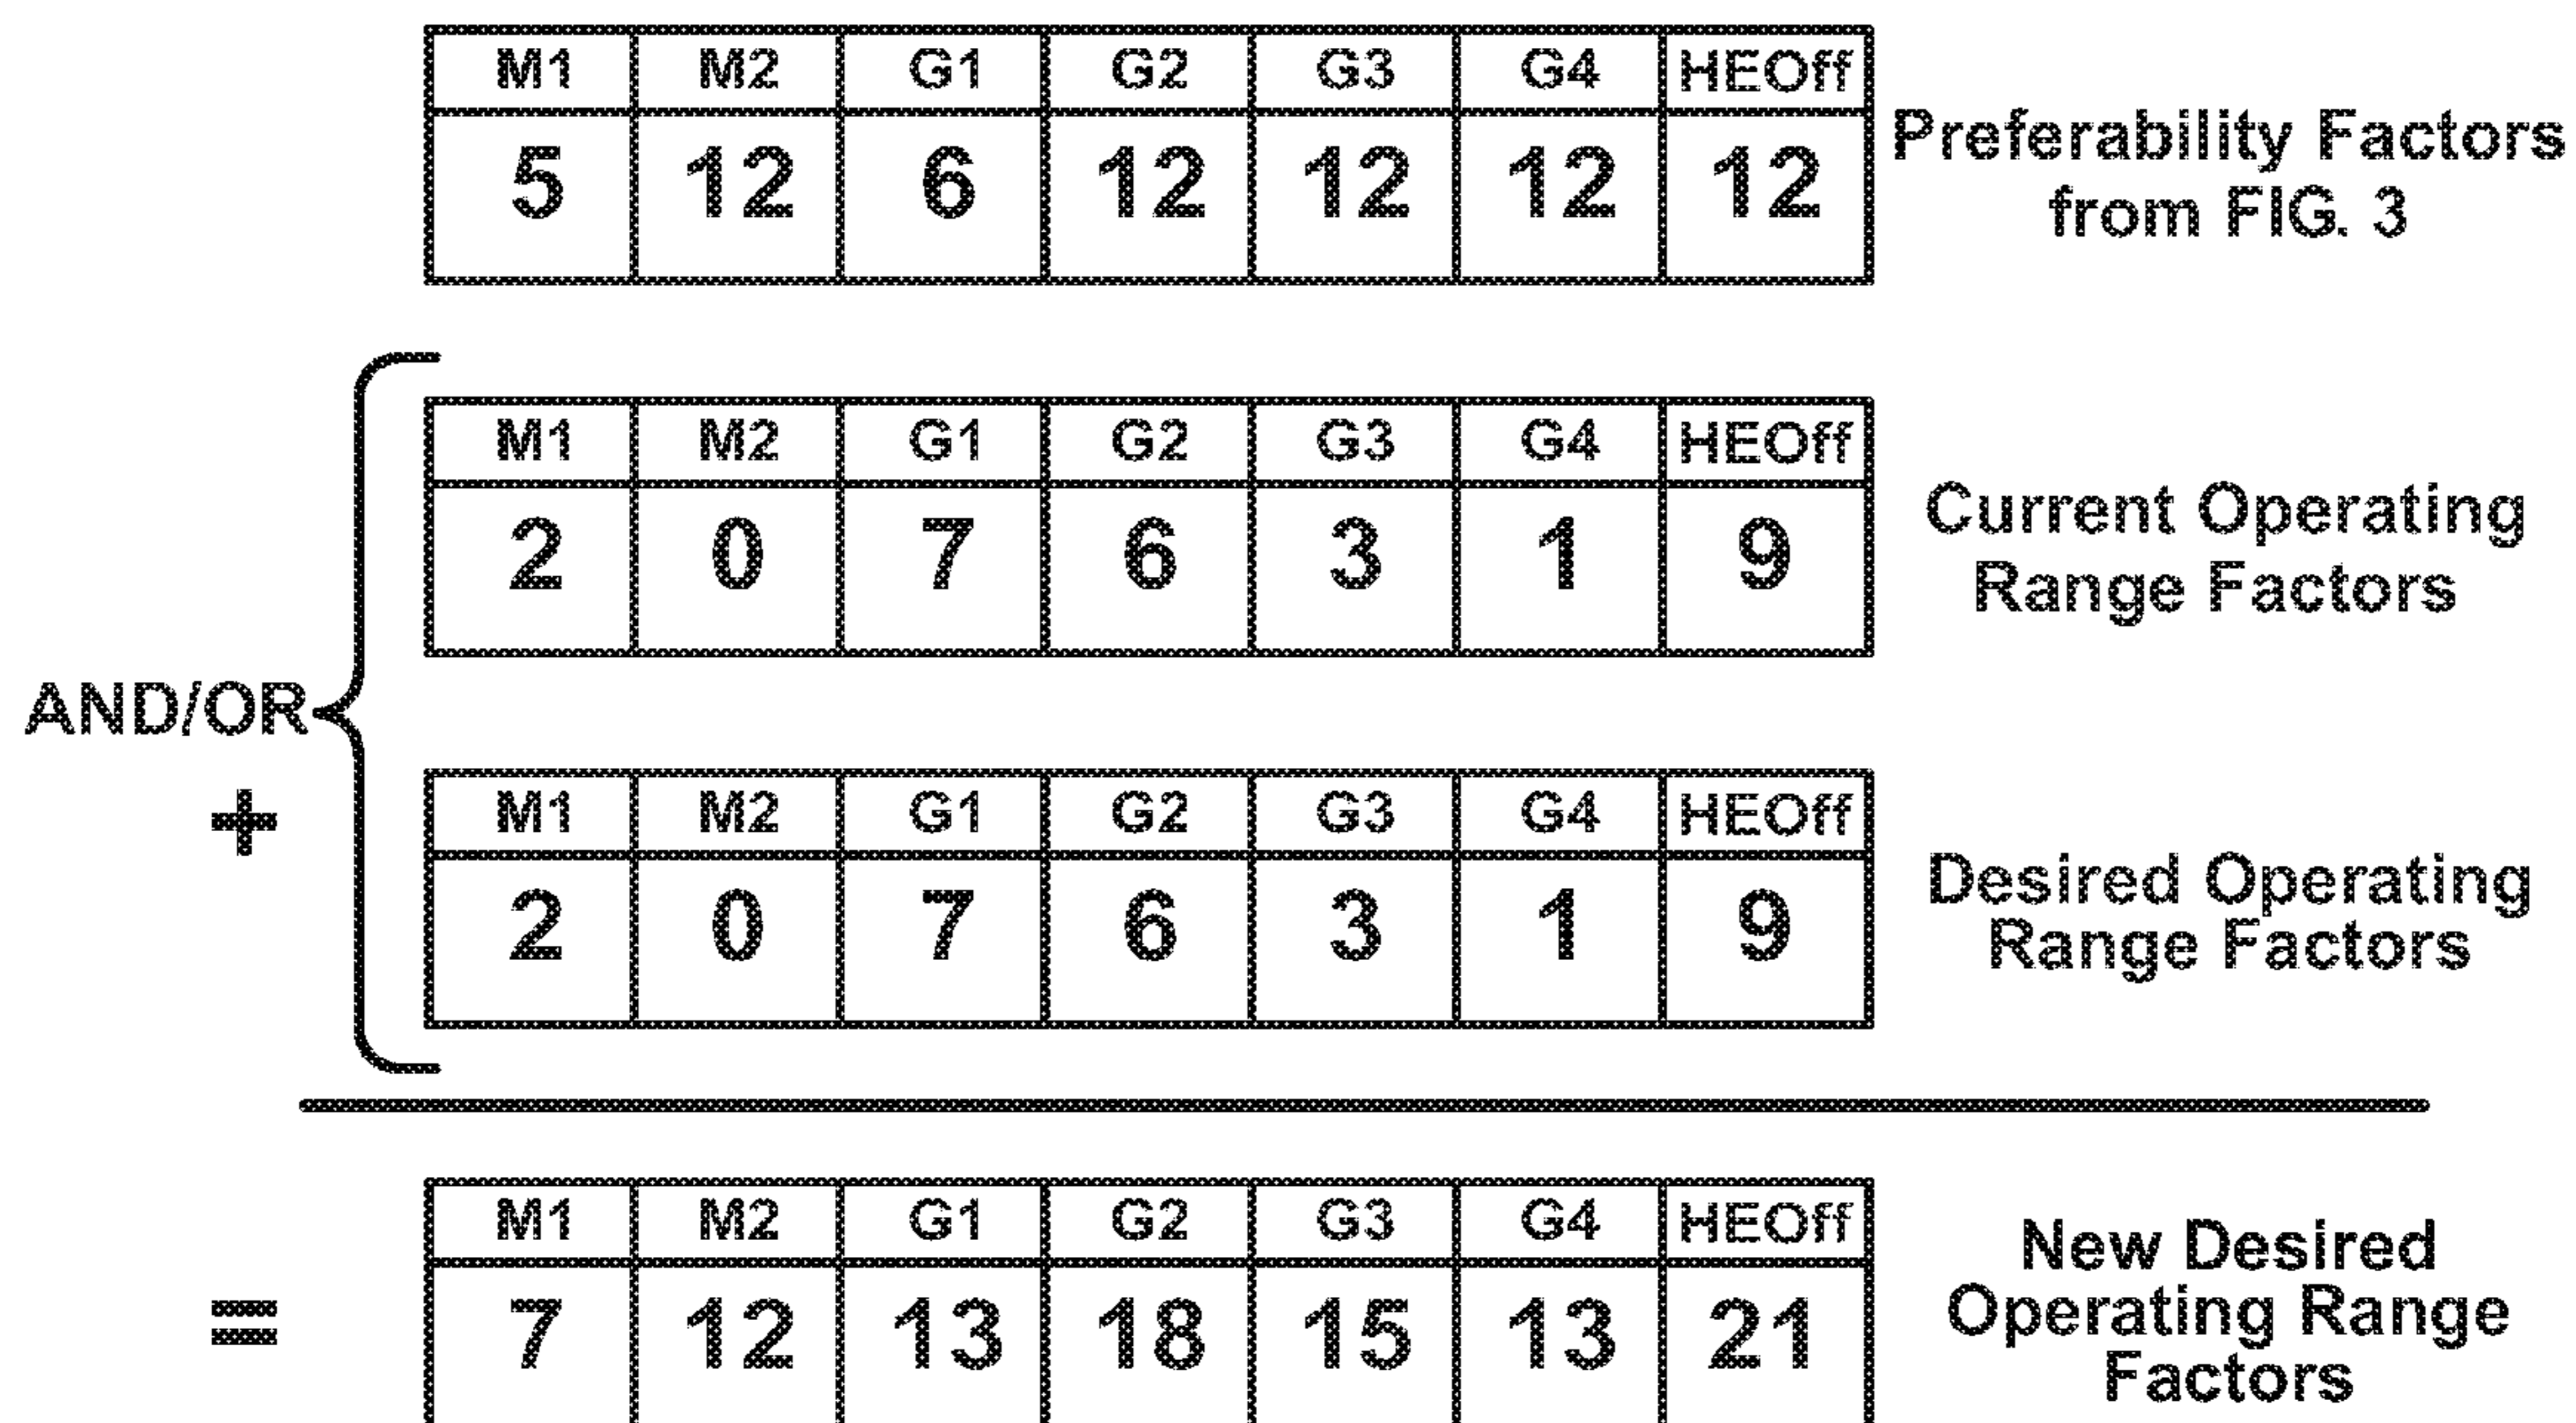 M1 M2 G1 G2 G3 G4 HEOff
5 12 6 12 12 12 12
Preferability Factors
from FIG. 3
M1 M2 G1 G2 G3 G4 HEOff
2 0 7 6 3 1 9
Current Operating
Range Factors
AND/OR
+
M1 M2 G1 G2 G3 G4 HEOff
2 0 7 6 3 1 9
Desired Operating
Range Factors
M1 M2 G1 G2 G3 G4 HEOff
= 7 12 13 18 15 13 21
New Desired
Operating Range
Factors